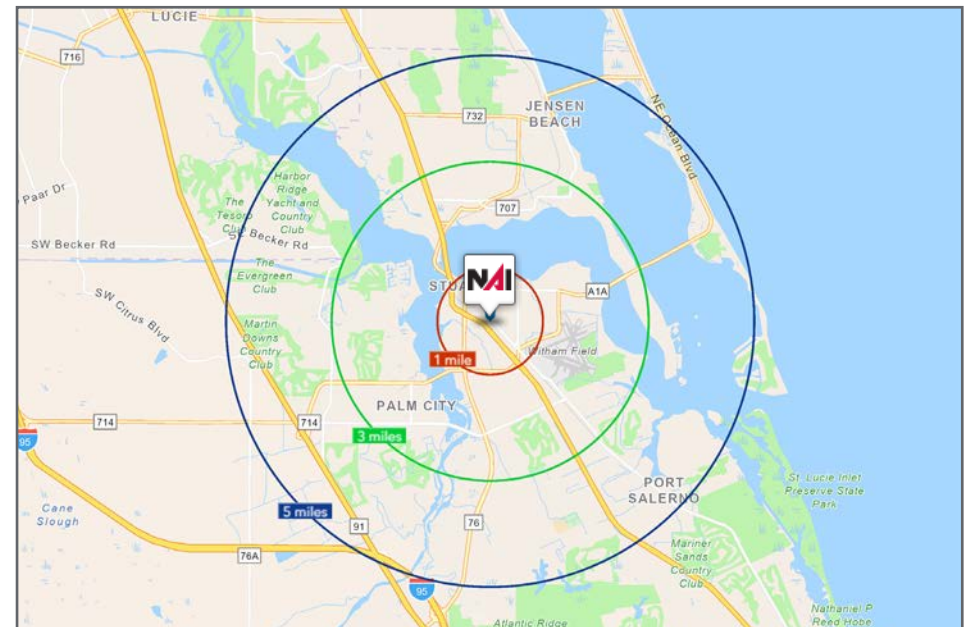 LUCIE
716
732
JENSEN
BEACH
NE Ocean Blvd
Paar Dr
Harbor
Ridge
Yacht and
Country
Club
The
Tesoro
Club
707
SW Becker Rd
SE Becker Rd
The
Evergreen
Club
NAI
A1A
SW Citrus Blvd
Martin
Downs
Country
Club
Witham Field
1 mile
PALM CITY
714
714
3 miles
95
PORT
SALERNO
St. Lucie Inlet
Preserve State
Park
Cane
Slough
5 miles
91
76
76A
Mariner
Sands
Country
Club
95
Nathaniel P
Reed Hobe
Atlantic Ridge